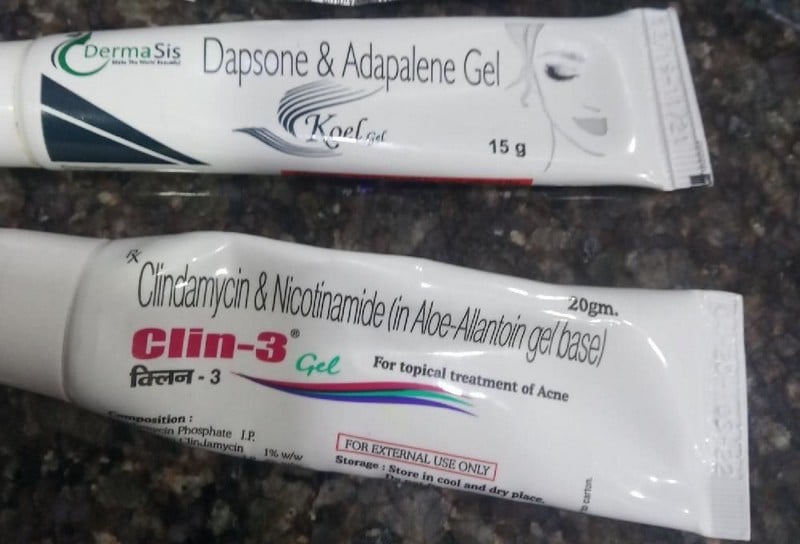 DermaSis
Make The World Beautiful
Dapsone & Adapalene Gel
Koel Gel
15 g
Rx
Clindamycin & Nicotinamide (in Aloe-Allantoin gel base)
20gm.
Clin-3® Gel
क्लिन - 3
For topical treatment of Acne
Composition :
Phosphate I.P.
Clindamycin 1% w/w
FOR EXTERNAL USE ONLY
Storage : Store in cool and dry place.
carton.